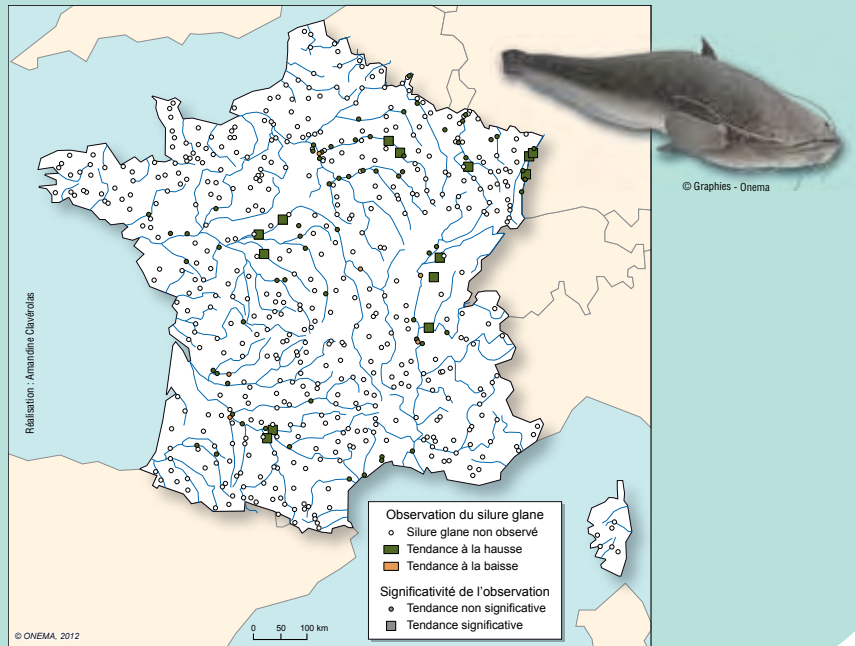 © Graphies - Onema
Réalisation : Amandine Clavérolas
Observation du silure glane
Silure glane non observé
Tendance à la hausse
Tendance à la baisse
Significativité de l'observation
Tendance non significative
Tendance significative
0 50 100 km
© ONEMA, 2012